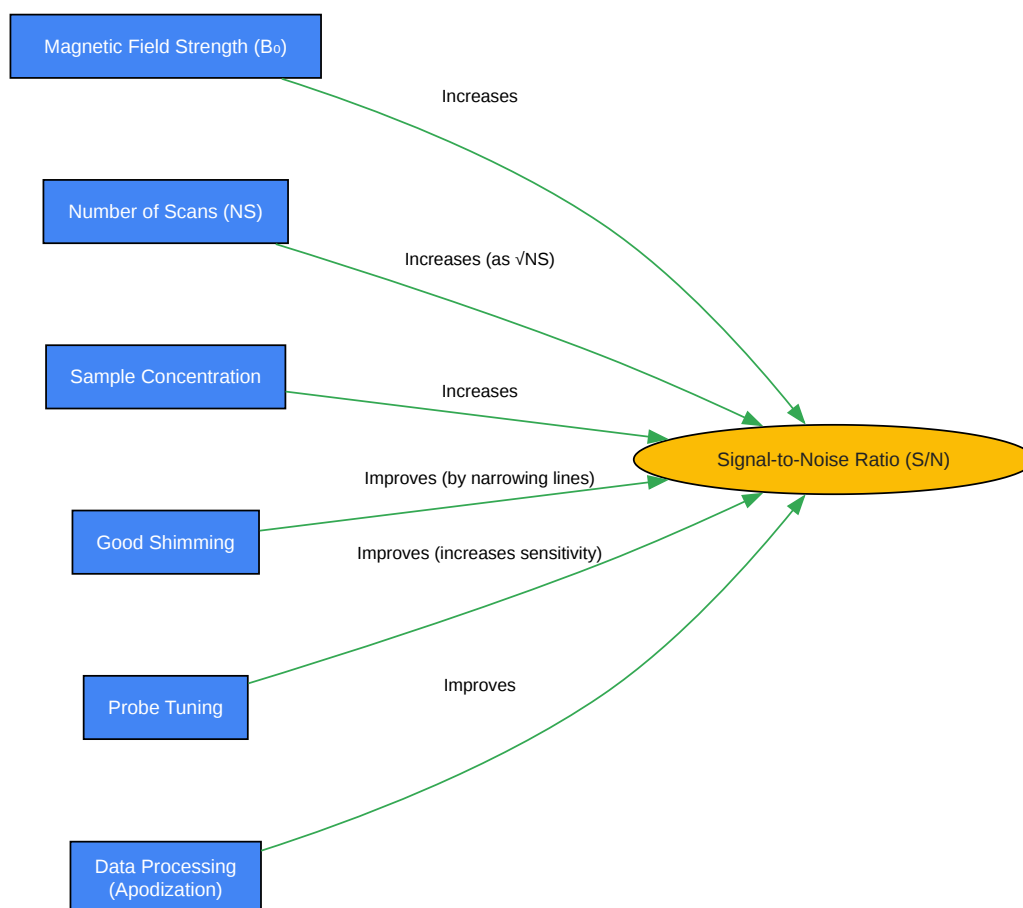 Magnetic Field Strength (B₀)
Increases
Number of Scans (NS)
Increases (as √NS)
Sample Concentration
Increases
Signal-to-Noise Ratio (S/N)
Improves (by narrowing lines)
Good Shimming
Improves (increases sensitivity)
Probe Tuning
Improves
Data Processing
(Apodization)